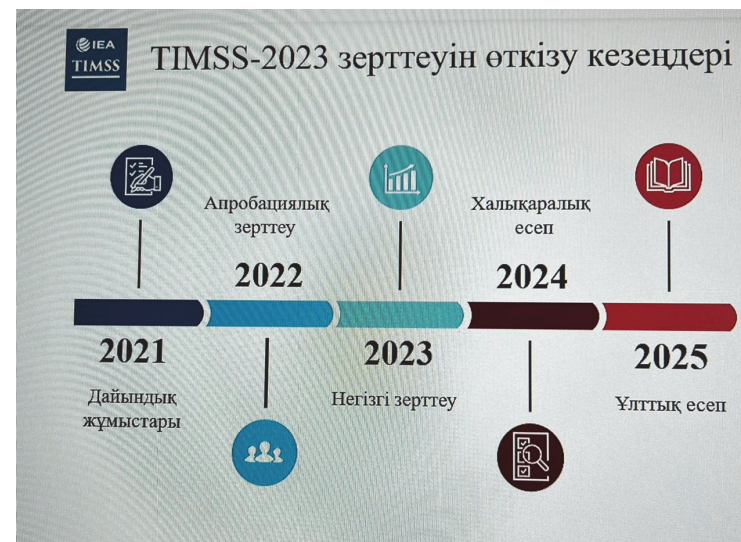 IEA
TIMSS
TIMSS-2023 зерттеуін өткізу кезеңдері
Апробациялық
зерттеу
2022
Халықаралық
есеп
2024
2021
Дайындық
жұмыстары
2023
Негізгі зерттеу
2025
Ұлттық есеп